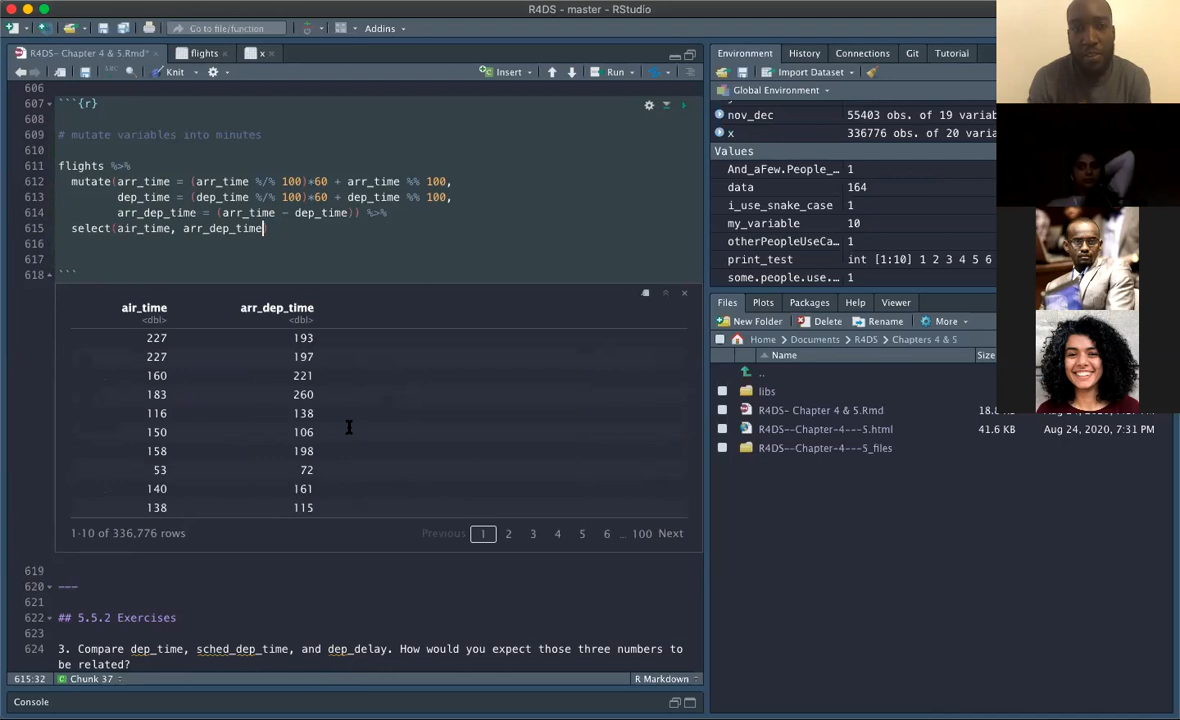 R4DS - master - RStudio
Go to file/function
Addins
R4DS- Chapter 4 & 5.Rmd*
flights
x
Knit
Insert
Run
606
607 ```{r}
608
609 # mutate variables into minutes
610
611 flights %>%
612 mutate(arr_time = (arr_time %/% 100)*60 + arr_time %% 100,
613 dep_time = (dep_time %/% 100)*60 + dep_time %% 100,
614 arr_dep_time = (arr_time - dep_time)) %>%
615 select(air_time, arr_dep_time)
616
617
618 ```
air_time arr_dep_time
<dbl> <dbl>
227 193
227 197
160 221
183 260
116 138
150 106
158 198
53 72
140 161
138 115
1-10 of 336,776 rows
Previous 1 2 3 4 5 6 ... 100 Next
619
620 ---
621
622 ## 5.5.2 Exercises
623
624 3. Compare dep_time, sched_dep_time, and dep_delay. How would you expect those three numbers to
be related?
615:32 Chunk 37
R Markdown
Console
Environment History Connections Git Tutorial
Import Dataset
Global Environment
nov_dec 55403 obs. of 19 variab
x 336776 obs. of 20 varia
Values
And_aFew.People_… 1
data 164
i_use_snake_case 1
my_variable 10
otherPeopleUseCa… 1
print_test int [1:10] 1 2 3 4 5 6
some.people.use.… 1
Files Plots Packages Help Viewer
New Folder Delete Rename More
Home Documents R4DS Chapters 4 & 5
Name Size
..
libs
R4DS- Chapter 4 & 5.Rmd
R4DS--Chapter-4---5.html 41.6 KB Aug 24, 2020, 7:31 PM
R4DS--Chapter-4---5_files